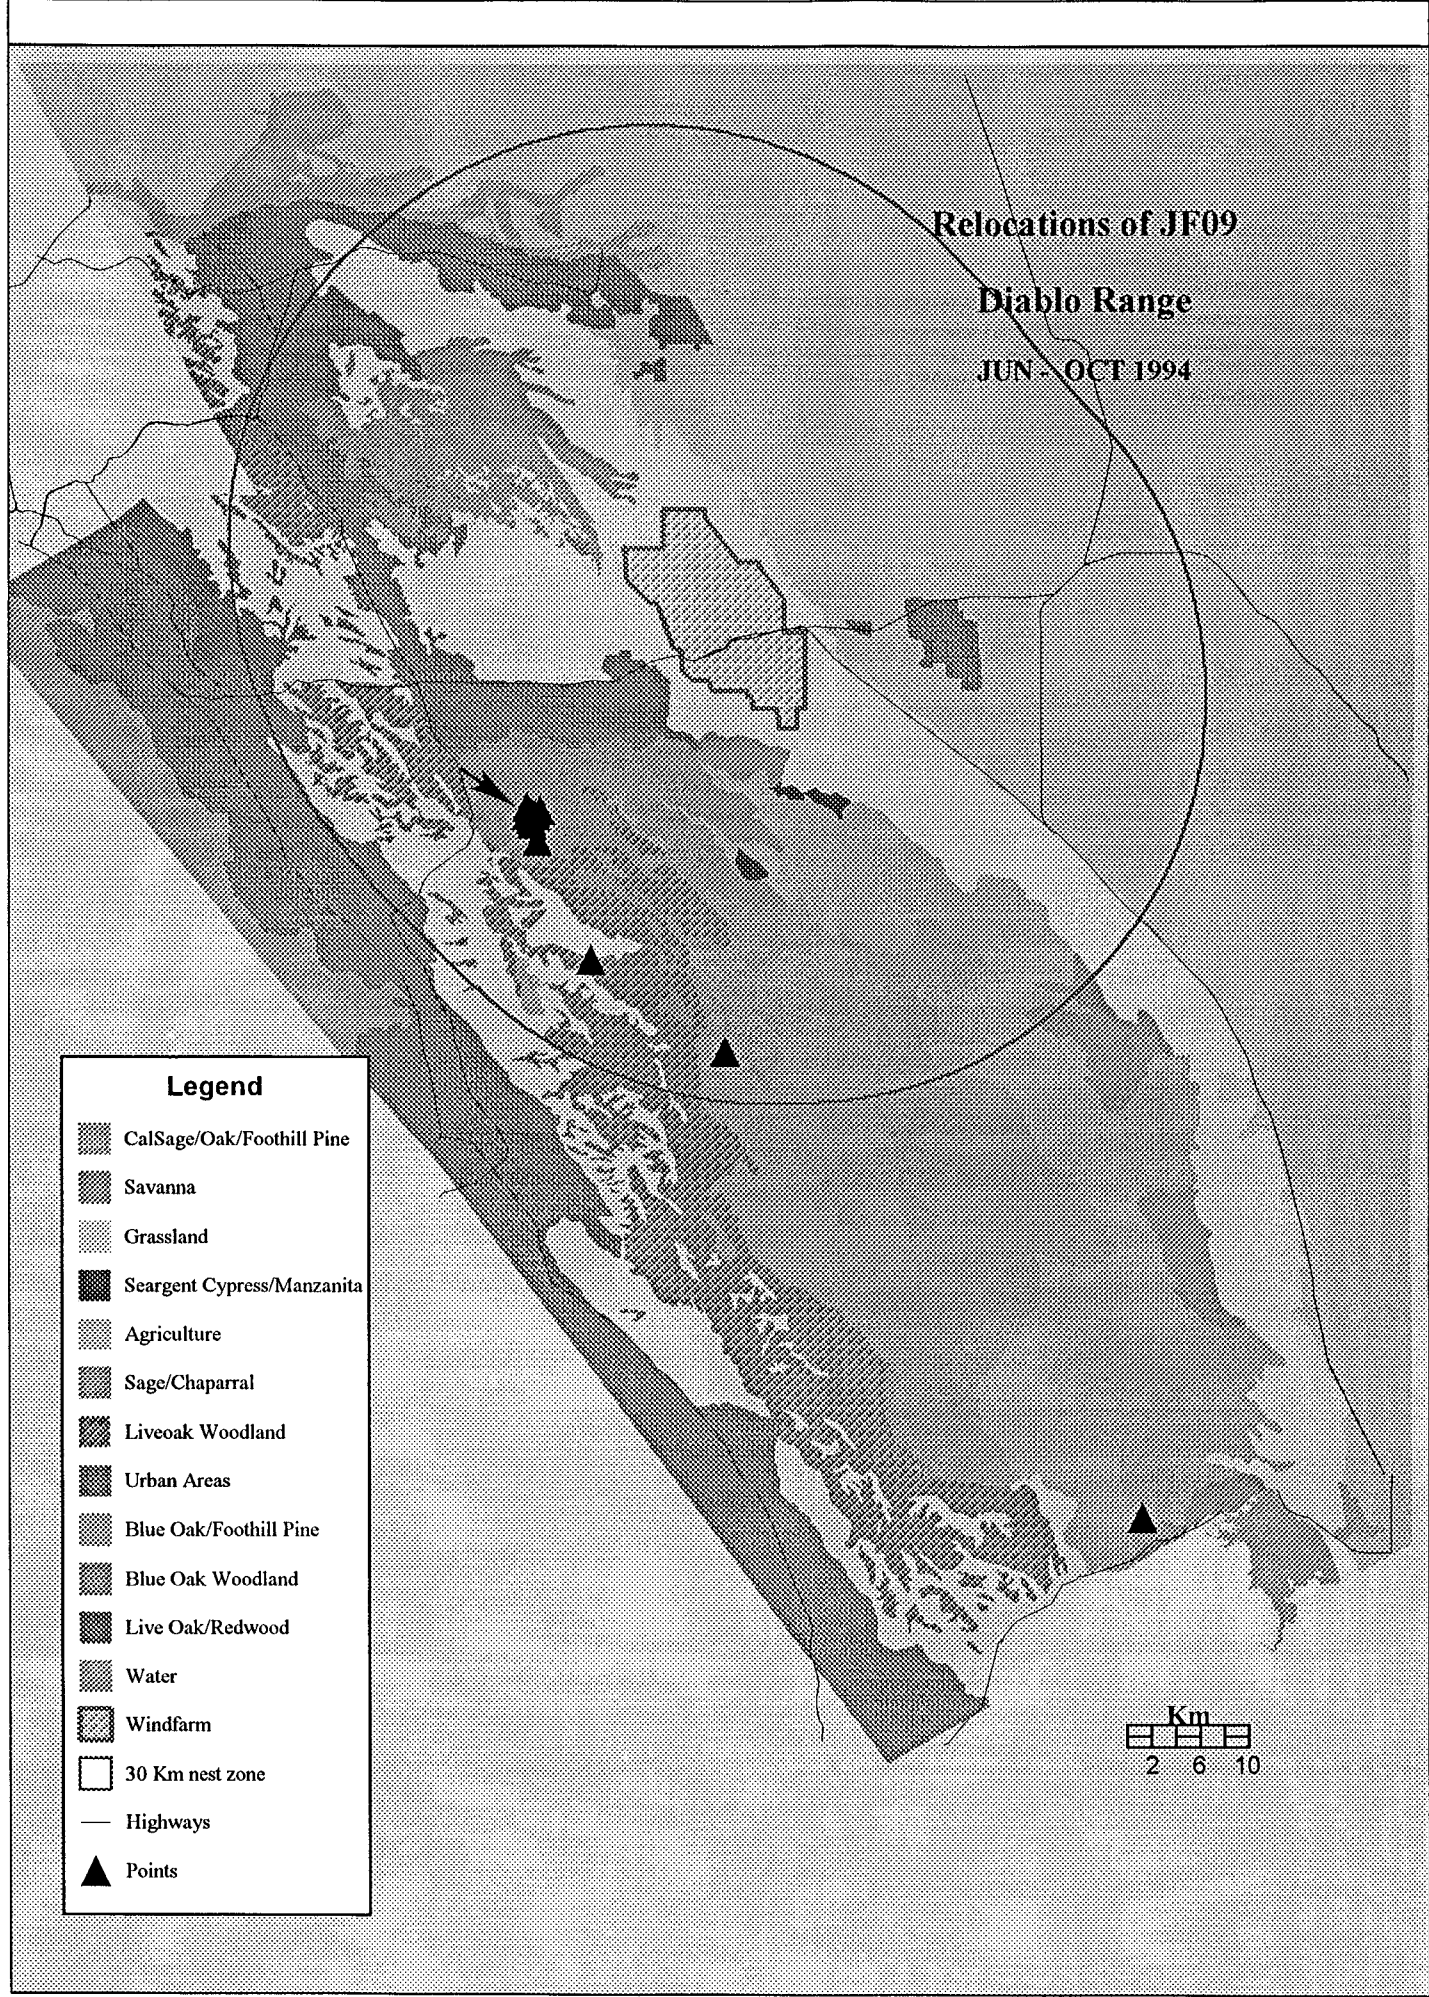 Relocations of JF09
Diablo Range
JUN - OCT 1994
Legend
CalSage/Oak/Foothill Pine
Savanna
Grassland
Seargent Cypress/Manzanita
Agriculture
Sage/Chaparral
Liveoak Woodland
Urban Areas
Blue Oak/Foothill Pine
Blue Oak Woodland
Live Oak/Redwood
Water
Windfarm
30 Km nest zone
Highways
Points
Km
2 6 10